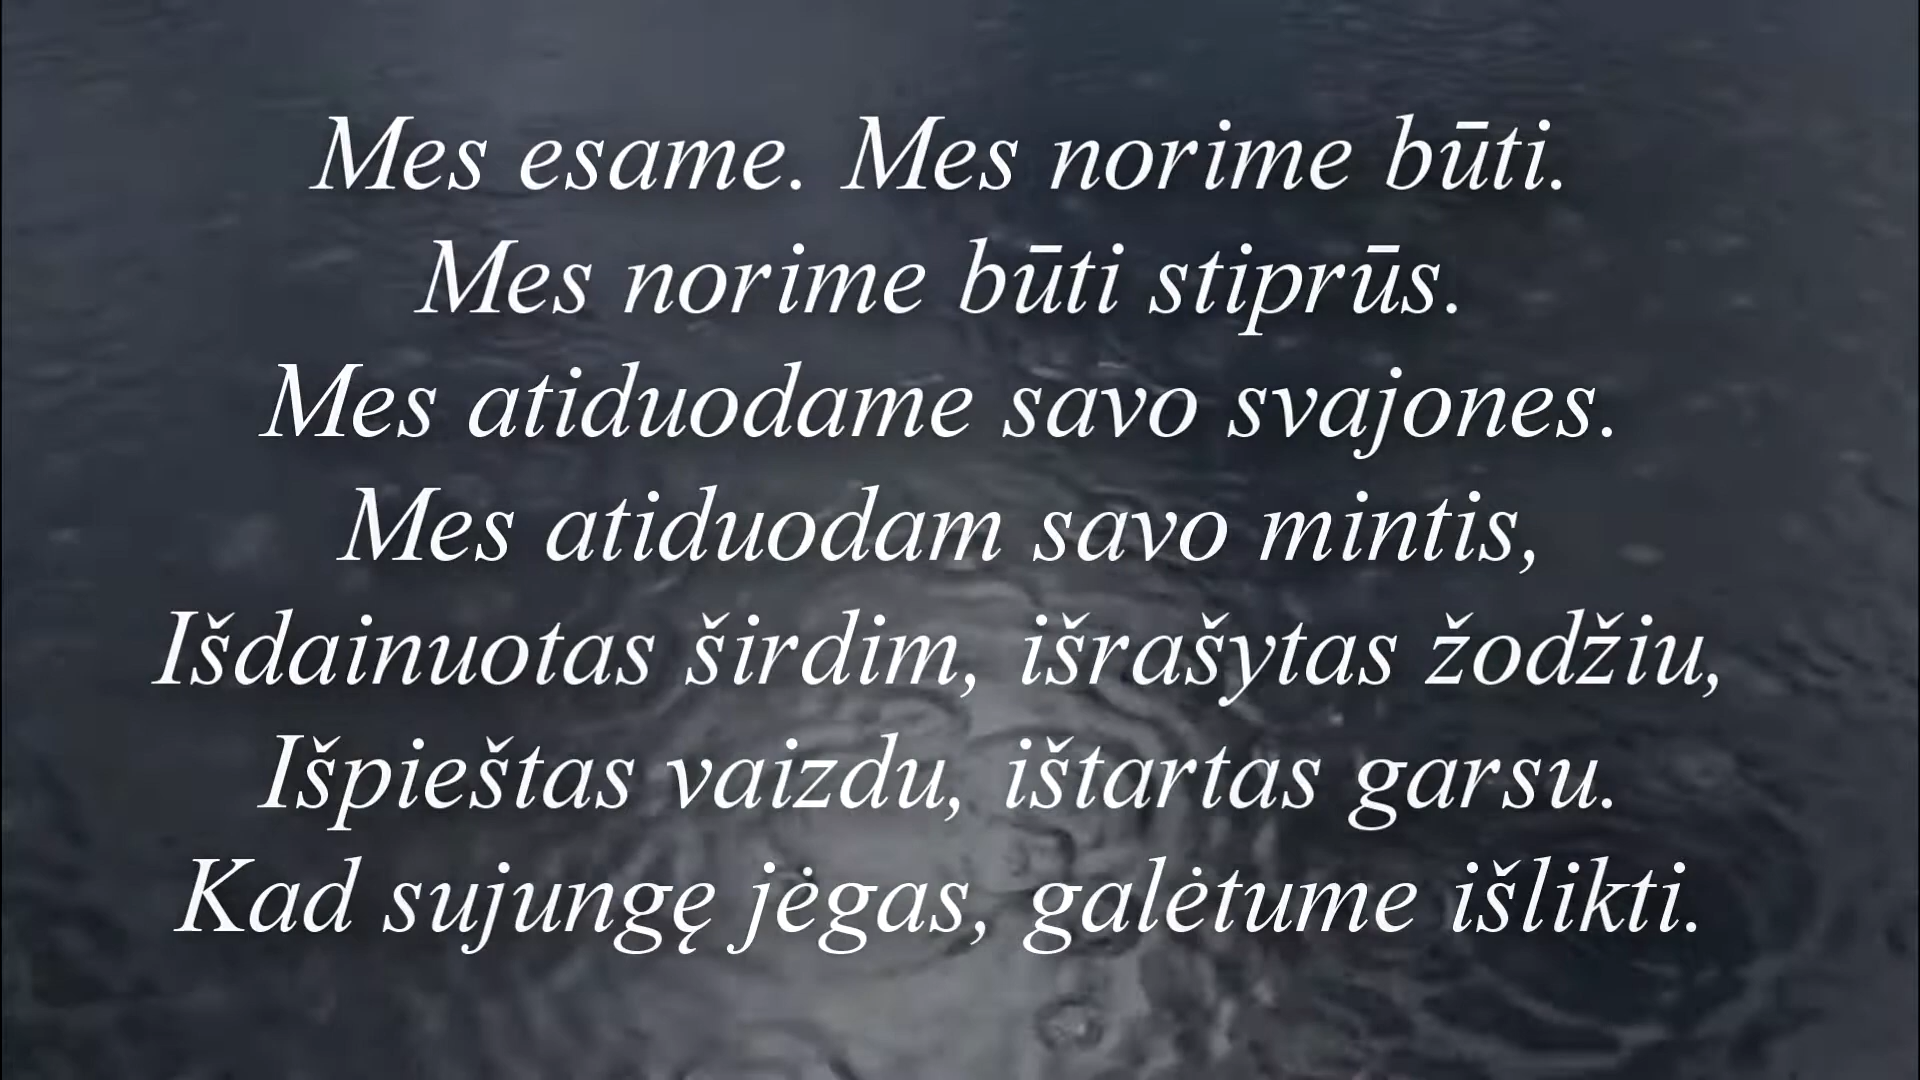 Mes esame. Mes norime būti.
Mes norime būti stiprūs.
Mes atiduodame savo svajones.
Mes atiduodam savo mintis,
Išdainuotas širdim, išrašytas žodžiu,
Išpieštas vaizdu, ištartas garsu.
Kad sujungę jėgas, galėtume išlikti.